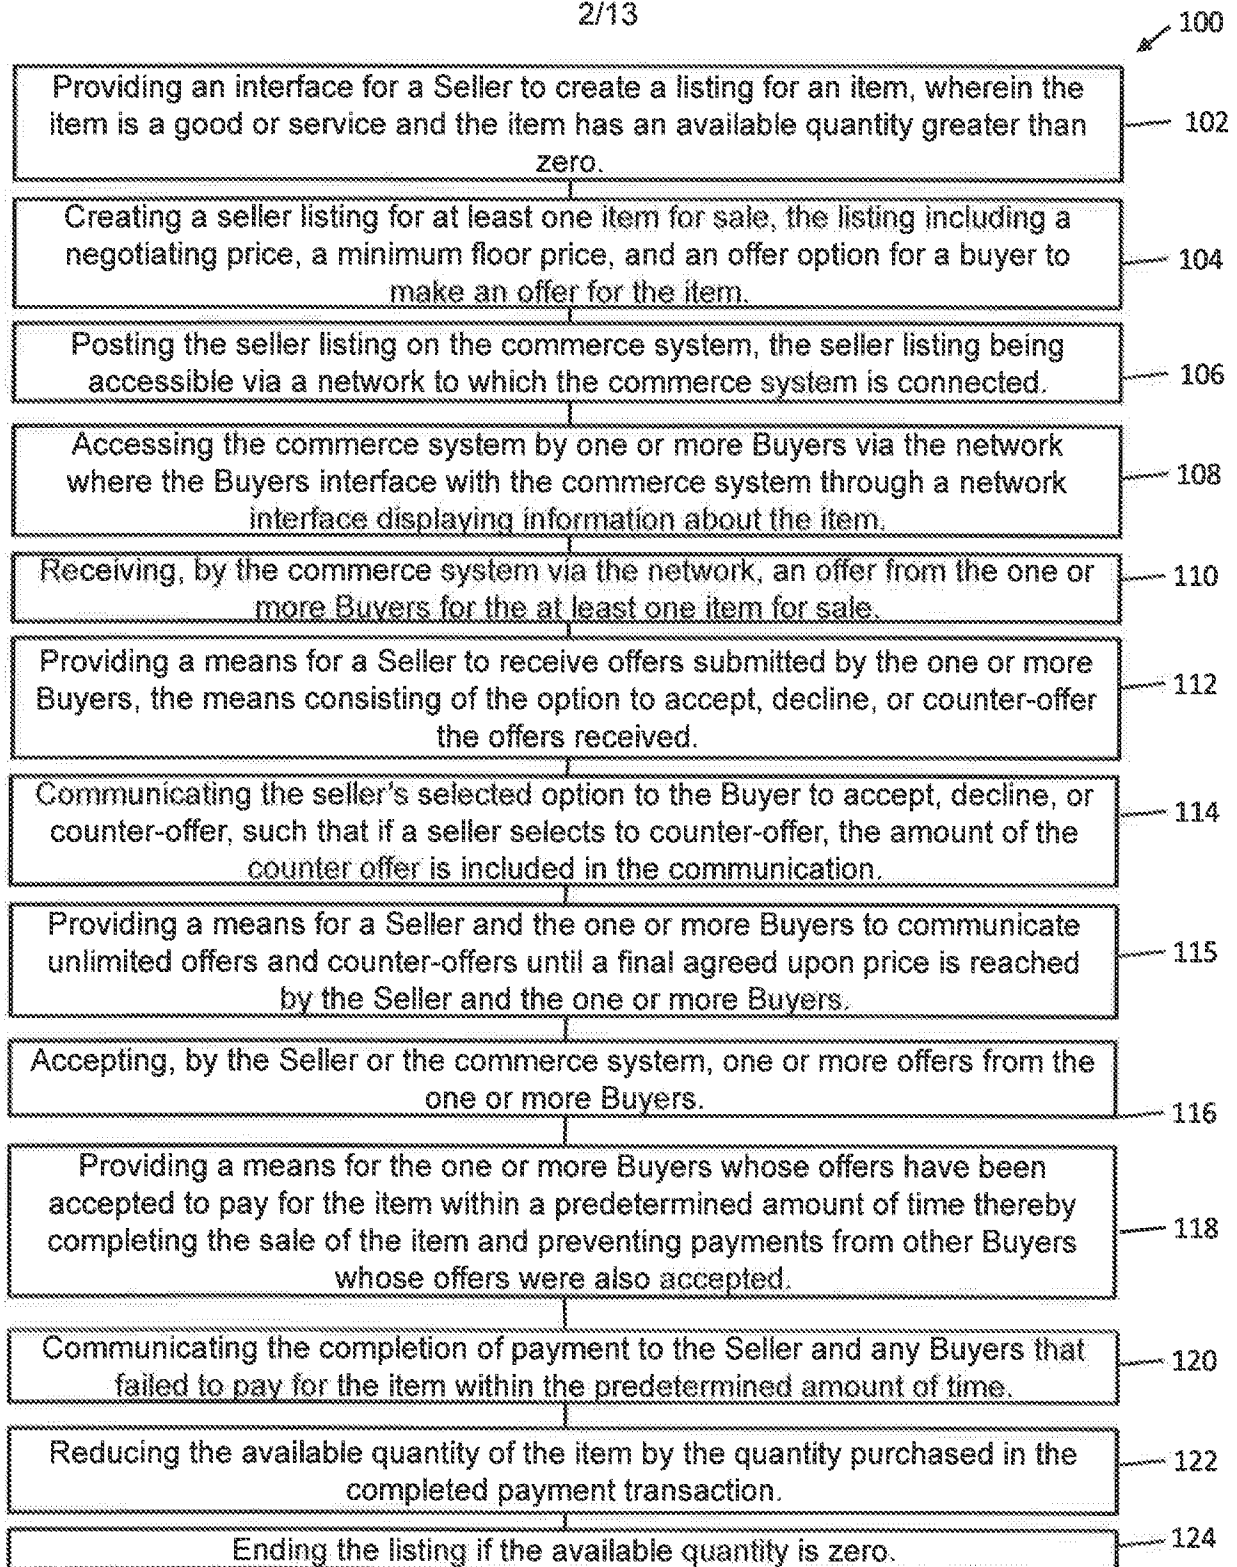 2/13
100
Providing an interface for a Seller to create a listing for an item, wherein the
item is a good or service and the item has an available quantity greater than
zero.
102
Creating a seller listing for at least one item for sale, the listing including a
negotiating price, a minimum floor price, and an offer option for a buyer to
make an offer for the item.
104
Posting the seller listing on the commerce system, the seller listing being
accessible via a network to which the commerce system is connected.
106
Accessing the commerce system by one or more Buyers via the network
where the Buyers interface with the commerce system through a network
interface displaying information about the item.
108
Receiving, by the commerce system via the network, an offer from the one or
more Buyers for the at least one item for sale.
110
Providing a means for a Seller to receive offers submitted by the one or more
Buyers, the means consisting of the option to accept, decline, or counter-offer
the offers received.
112
Communicating the seller's selected option to the Buyer to accept, decline, or
counter-offer, such that if a seller selects to counter-offer, the amount of the
counter offer is included in the communication.
114
Providing a means for a Seller and the one or more Buyers to communicate
unlimited offers and counter-offers until a final agreed upon price is reached
by the Seller and the one or more Buyers.
115
Accepting, by the Seller or the commerce system, one or more offers from the
one or more Buyers.
116
Providing a means for the one or more Buyers whose offers have been
accepted to pay for the item within a predetermined amount of time thereby
completing the sale of the item and preventing payments from other Buyers
whose offers were also accepted.
118
Communicating the completion of payment to the Seller and any Buyers that
failed to pay for the item within the predetermined amount of time.
120
Reducing the available quantity of the item by the quantity purchased in the
completed payment transaction.
122
Ending the listing if the available quantity is zero.
124